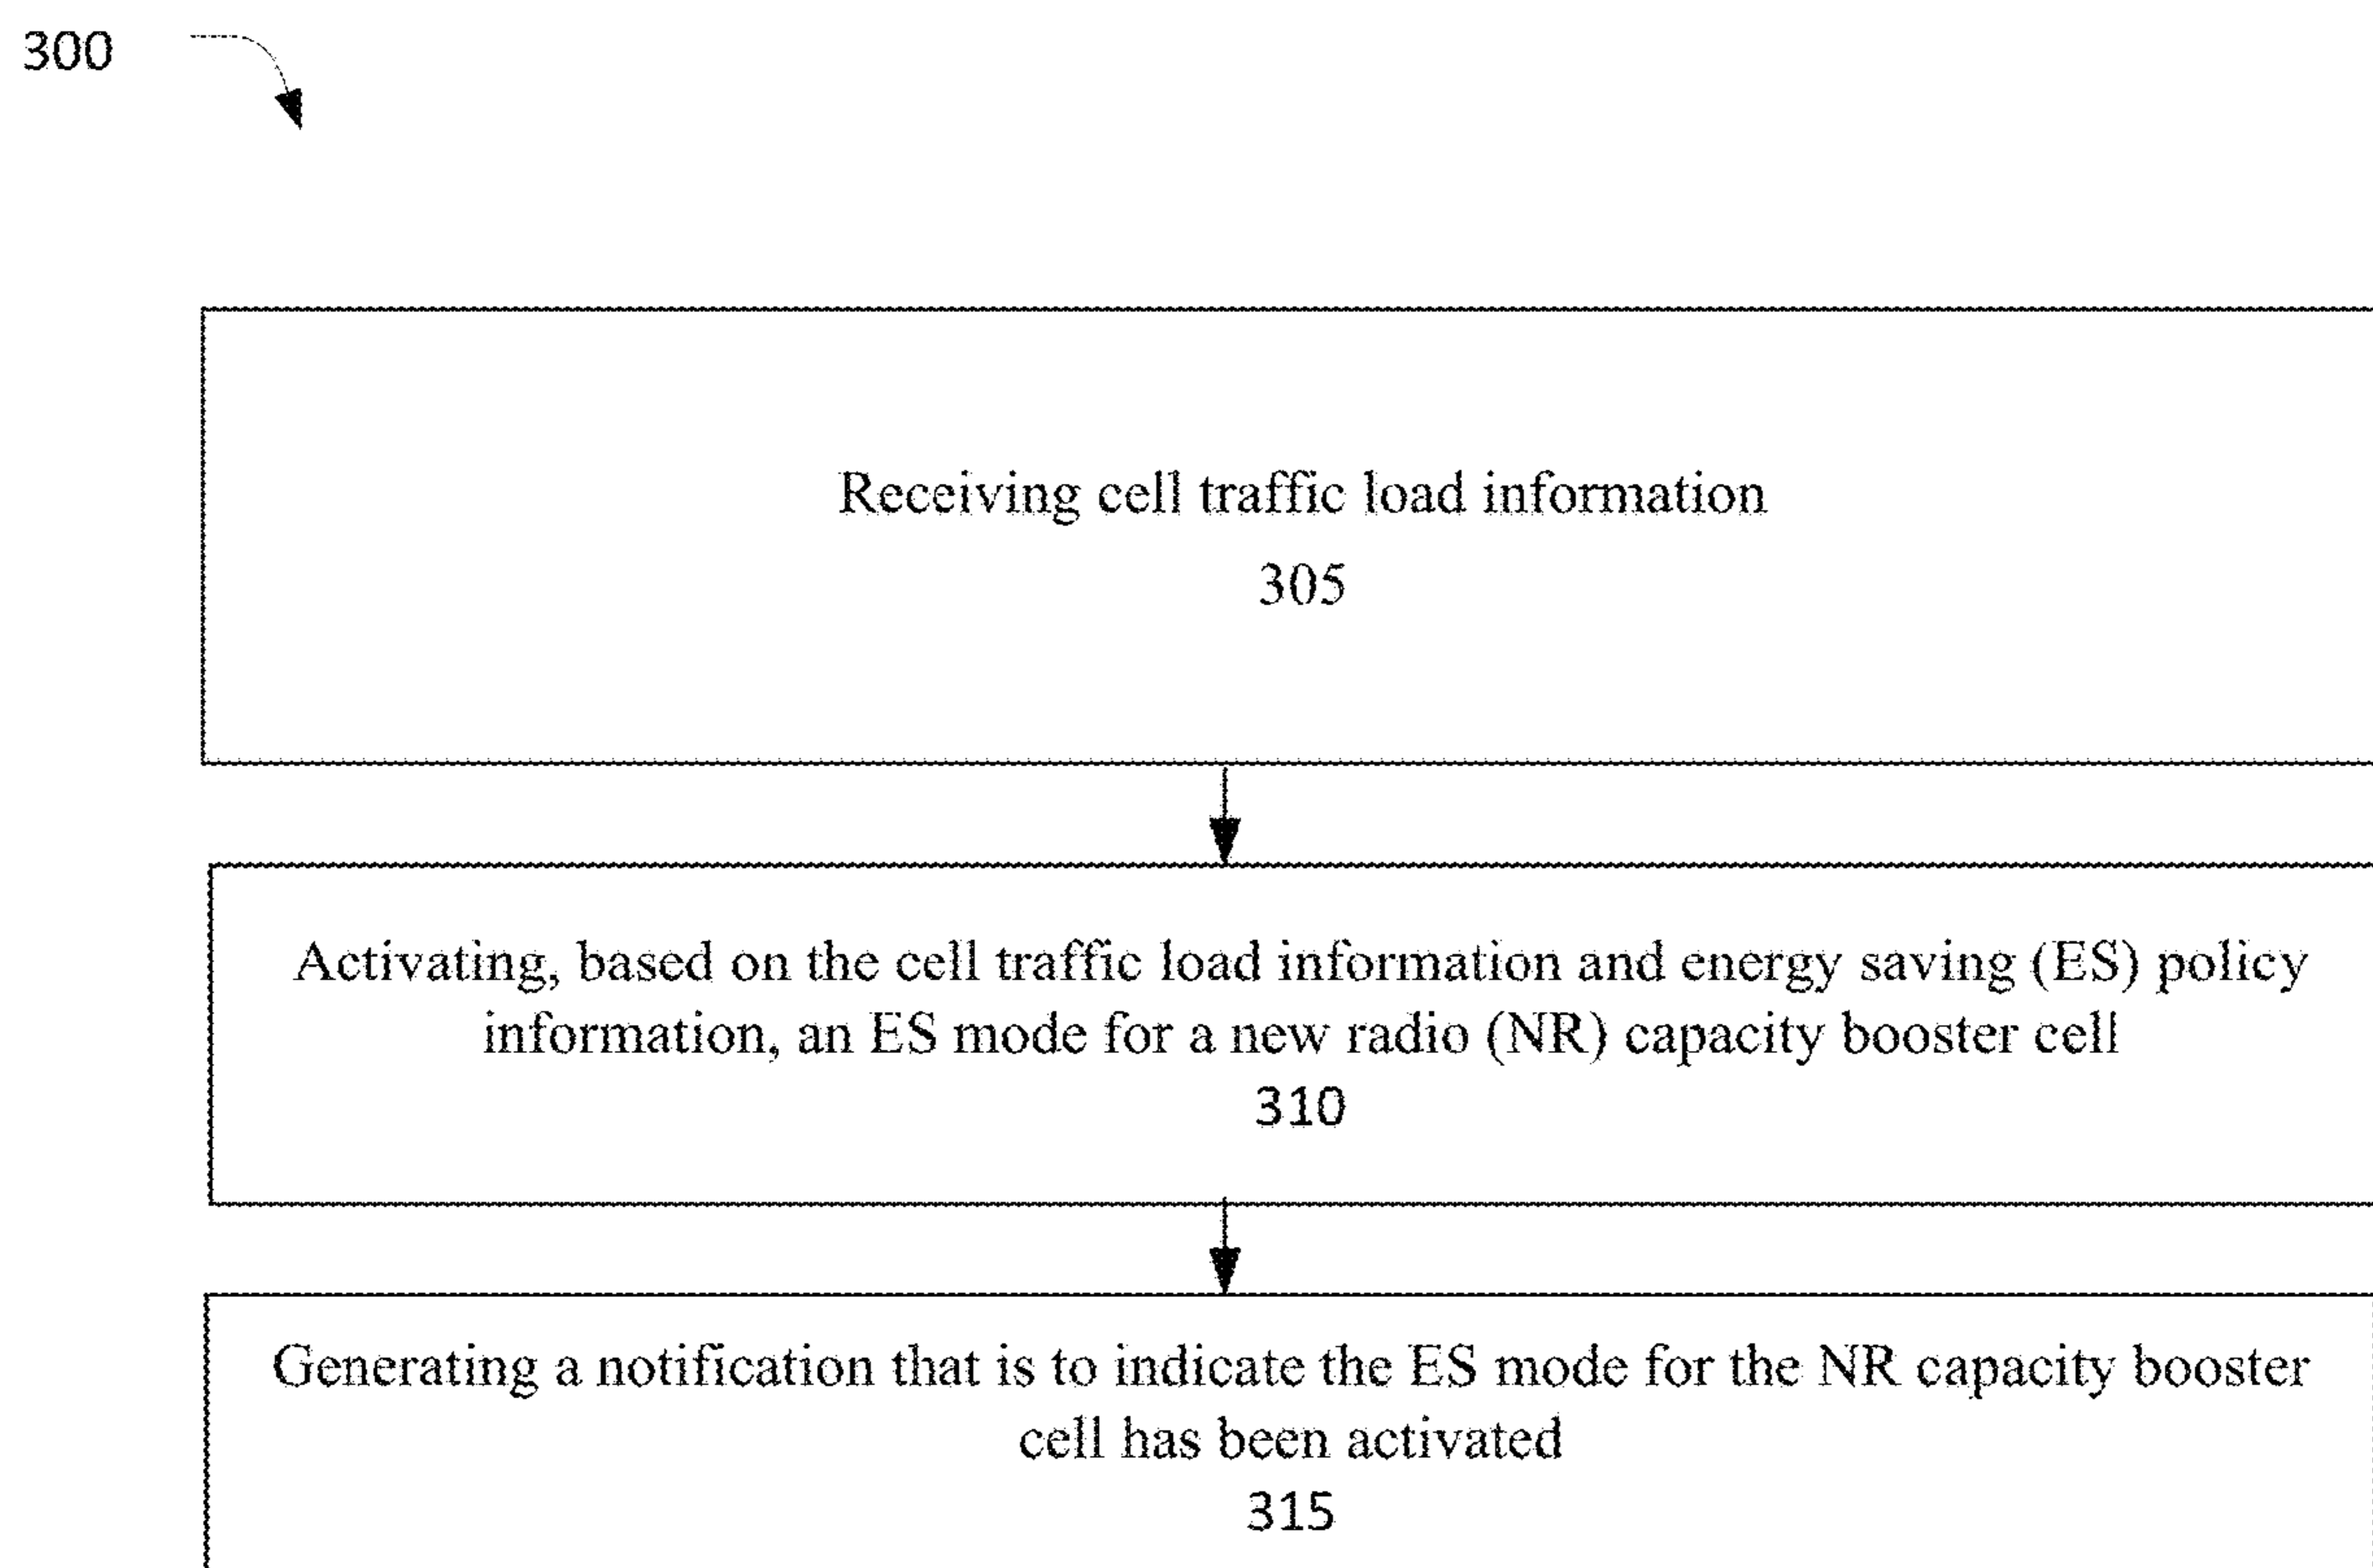 300
Receiving cell traffic load information
305
Activating, based on the cell traffic load information and energy saving (ES) policy
information, an ES mode for a new radio (NR) capacity booster cell
310
Generating a notification that is to indicate the ES mode for the NR capacity booster
cell has been activated
315